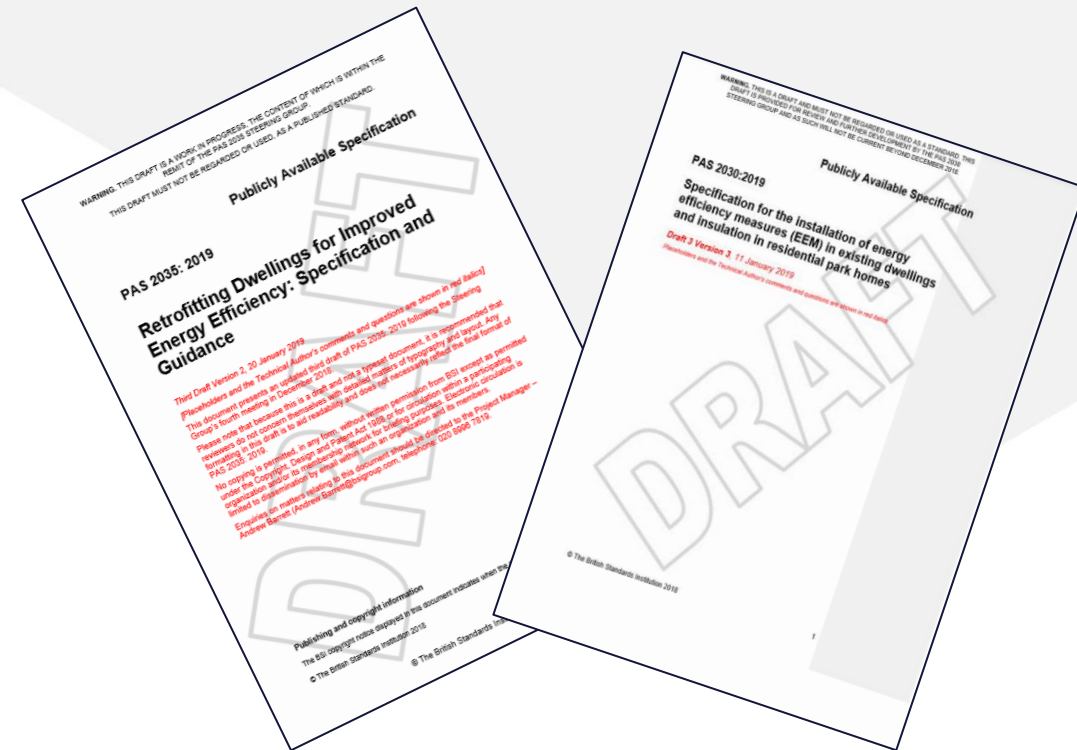 WARNING. THIS DRAFT IS A WORK IN PROGRESS, THE CONTENT OF WHICH IS WITHIN THE
REMIT OF THE PAS 2035 STEERING GROUP.
THIS DRAFT MUST NOT BE REGARDED OR USED, AS A PUBLISHED STANDARD.
Publicly Available Specification
PAS 2035: 2019
Retrofitting Dwellings for Improved
Energy Efficiency: Specification and
Guidance
Third Draft Version 2, 20 January 2019
[Placeholders and the Technical Author's comments and questions are shown in red italics]
This document presents an updated third draft of PAS 2035: 2019 following the Steering
Group's fourth meeting in December 2018.
Please note that because this is a draft and not a typeset document, it is recommended that
reviewers do not concern themselves with detailed matters of typography and layout. Any
formatting in this draft is to aid readability and does not necessarily reflect the final format of
PAS 2035: 2019.
No copying is permitted, in any form, without written permission from BSI except as permitted
under the Copyright, Design and Patent Act 1988 or for circulation within a participating
organization and/or its membership network for briefing purposes. Electronic circulation is
limited to dissemination by email within such an organization and its members.
Enquiries on matters relating to this document should be directed to the Project Manager –
Andrew Barrett (Andrew Barrett@bsigroup.com, telephone: 020 8996 7819.
DRAFT
Publishing and copyright information
The BSI copyright notice displayed in this document indicates when the
© The British Standards Institution 2018
© The British Standards
WARNING. THIS IS A DRAFT AND MUST NOT BE REGARDED OR USED AS A STANDARD. THIS
DRAFT IS PROVIDED FOR REVIEW AND FURTHER DEVELOPMENT BY THE PAS 2030
STEERING GROUP AND AS SUCH WILL NOT BE CURRENT BEYOND DECEMBER 2018
Publicly Available Specification
PAS 2030-2019
Specification for the installation of energy
efficiency measures (EEM) in existing dwellings
and insulation in residential park homes
Draft 3 Version 3, 11 January 2019
Placeholders and the Technical Author's comments and questions are shown in red italics
DRAFT
© The British Standards Institution 2018
1